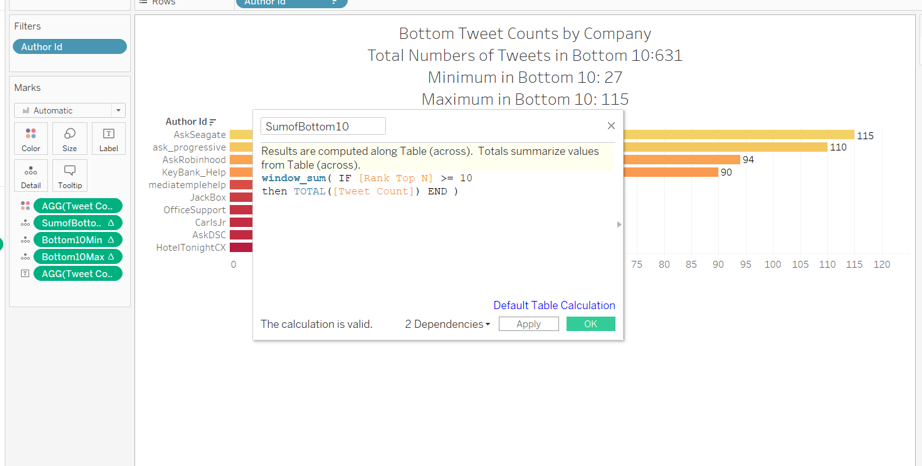 Rows
Author Id
Filters
Author Id
Marks
Automatic
Color
Size
Label
Detail
Tooltip
AGG(Tweet Co..
SumofBotto..
Bottom10Min
Bottom10Max
AGG(Tweet Co..
Bottom Tweet Counts by Company
Total Numbers of Tweets in Bottom 10:631
Minimum in Bottom 10: 27
Maximum in Bottom 10: 115
Author Id
AskSeagate
ask_progressive
AskRobinhood
KeyBank_Help
mediatemplehelp
JackBox
OfficeSupport
CarlsJr
AskDSC
HotelTonightCX
115
110
94
90
0
75 80 85 90 95 100 105 110 115 120
SumofBottom10
Results are computed along Table (across). Totals summarize values
from Table (across).
window_sum( IF [Rank Top N] >= 10
then TOTAL([Tweet Count]) END )
Default Table Calculation
The calculation is valid.
2 Dependencies
Apply
OK